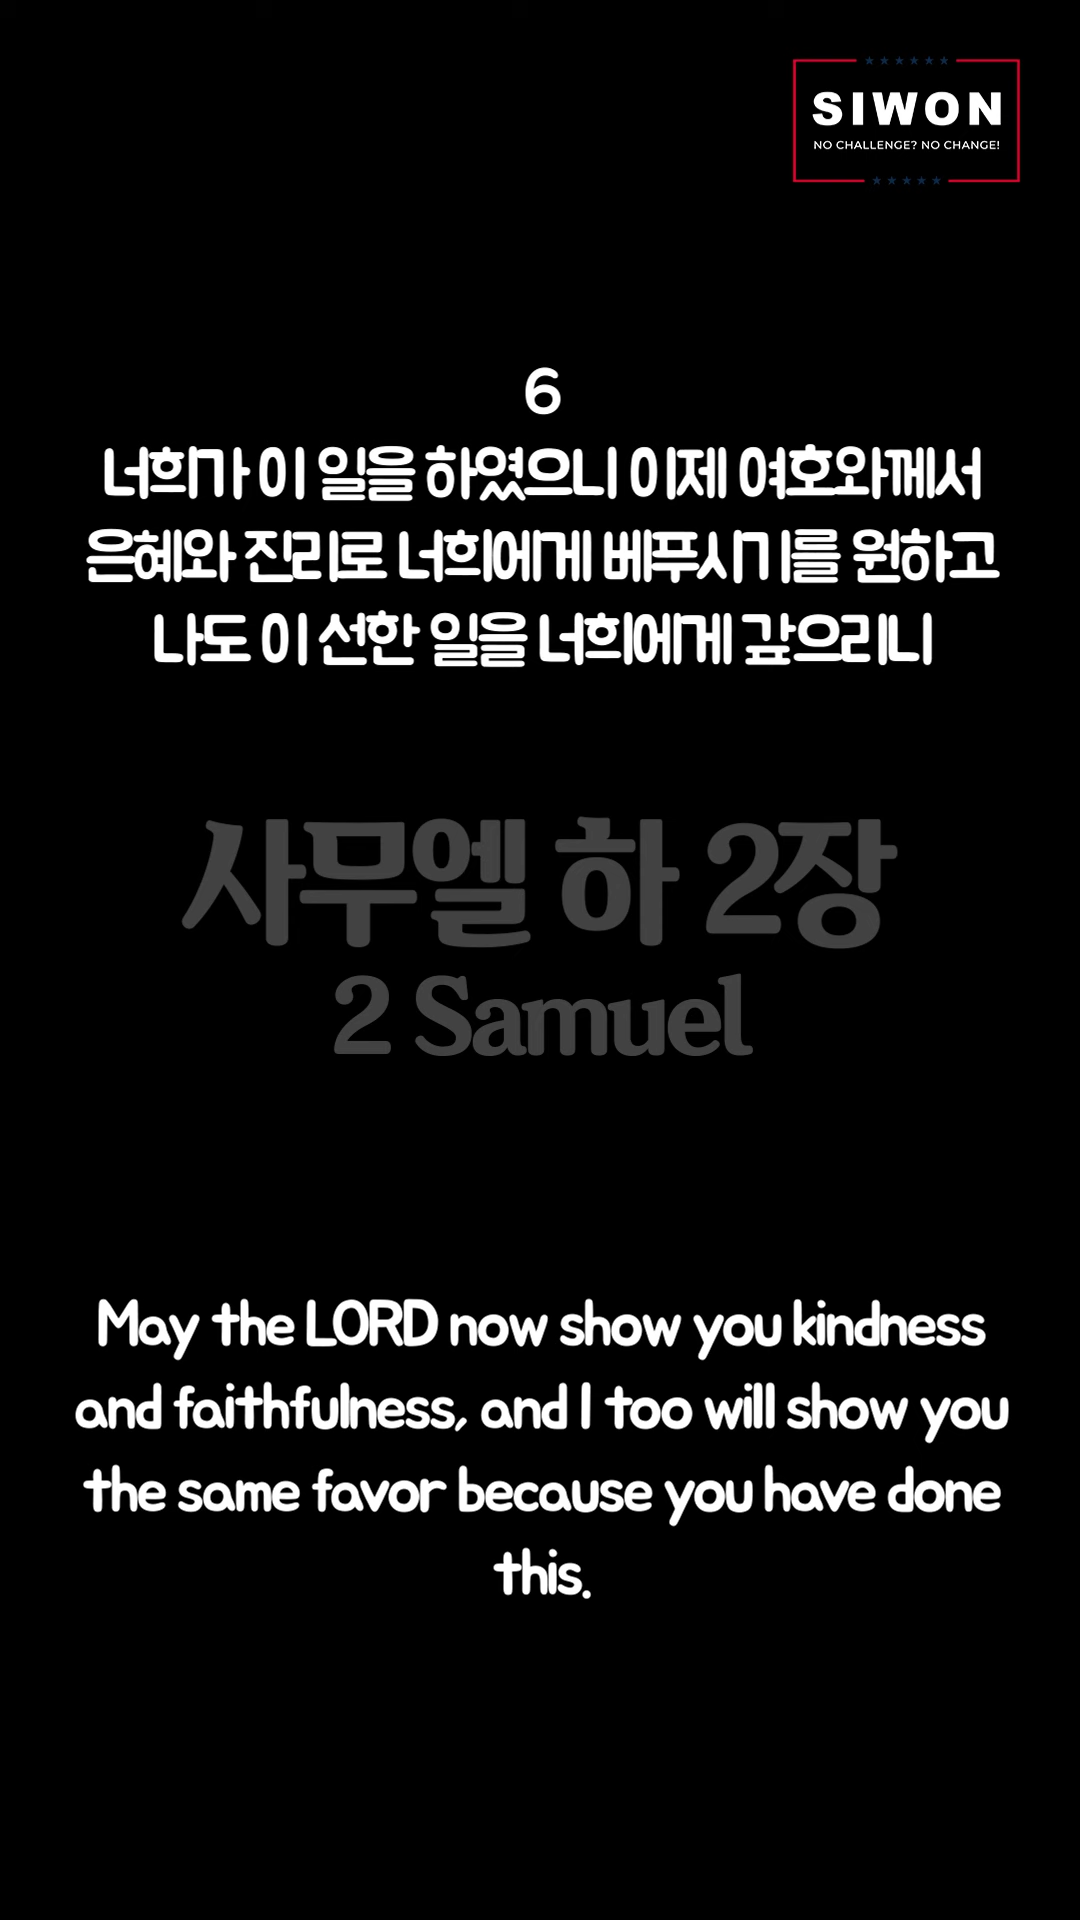 SIWON
NO CHALLENGE? NO CHANGE!
6
너희가 이 일을 하였으니 이제 여호와께서
은혜와 진리로 너희에게 베푸시기를 원하고
나도 이 선한 일을 너희에게 갚으리니
사무엘 하 2장
2 Samuel
May the LORD now show you kindness
and faithfulness, and I too will show you
the same favor because you have done
this.